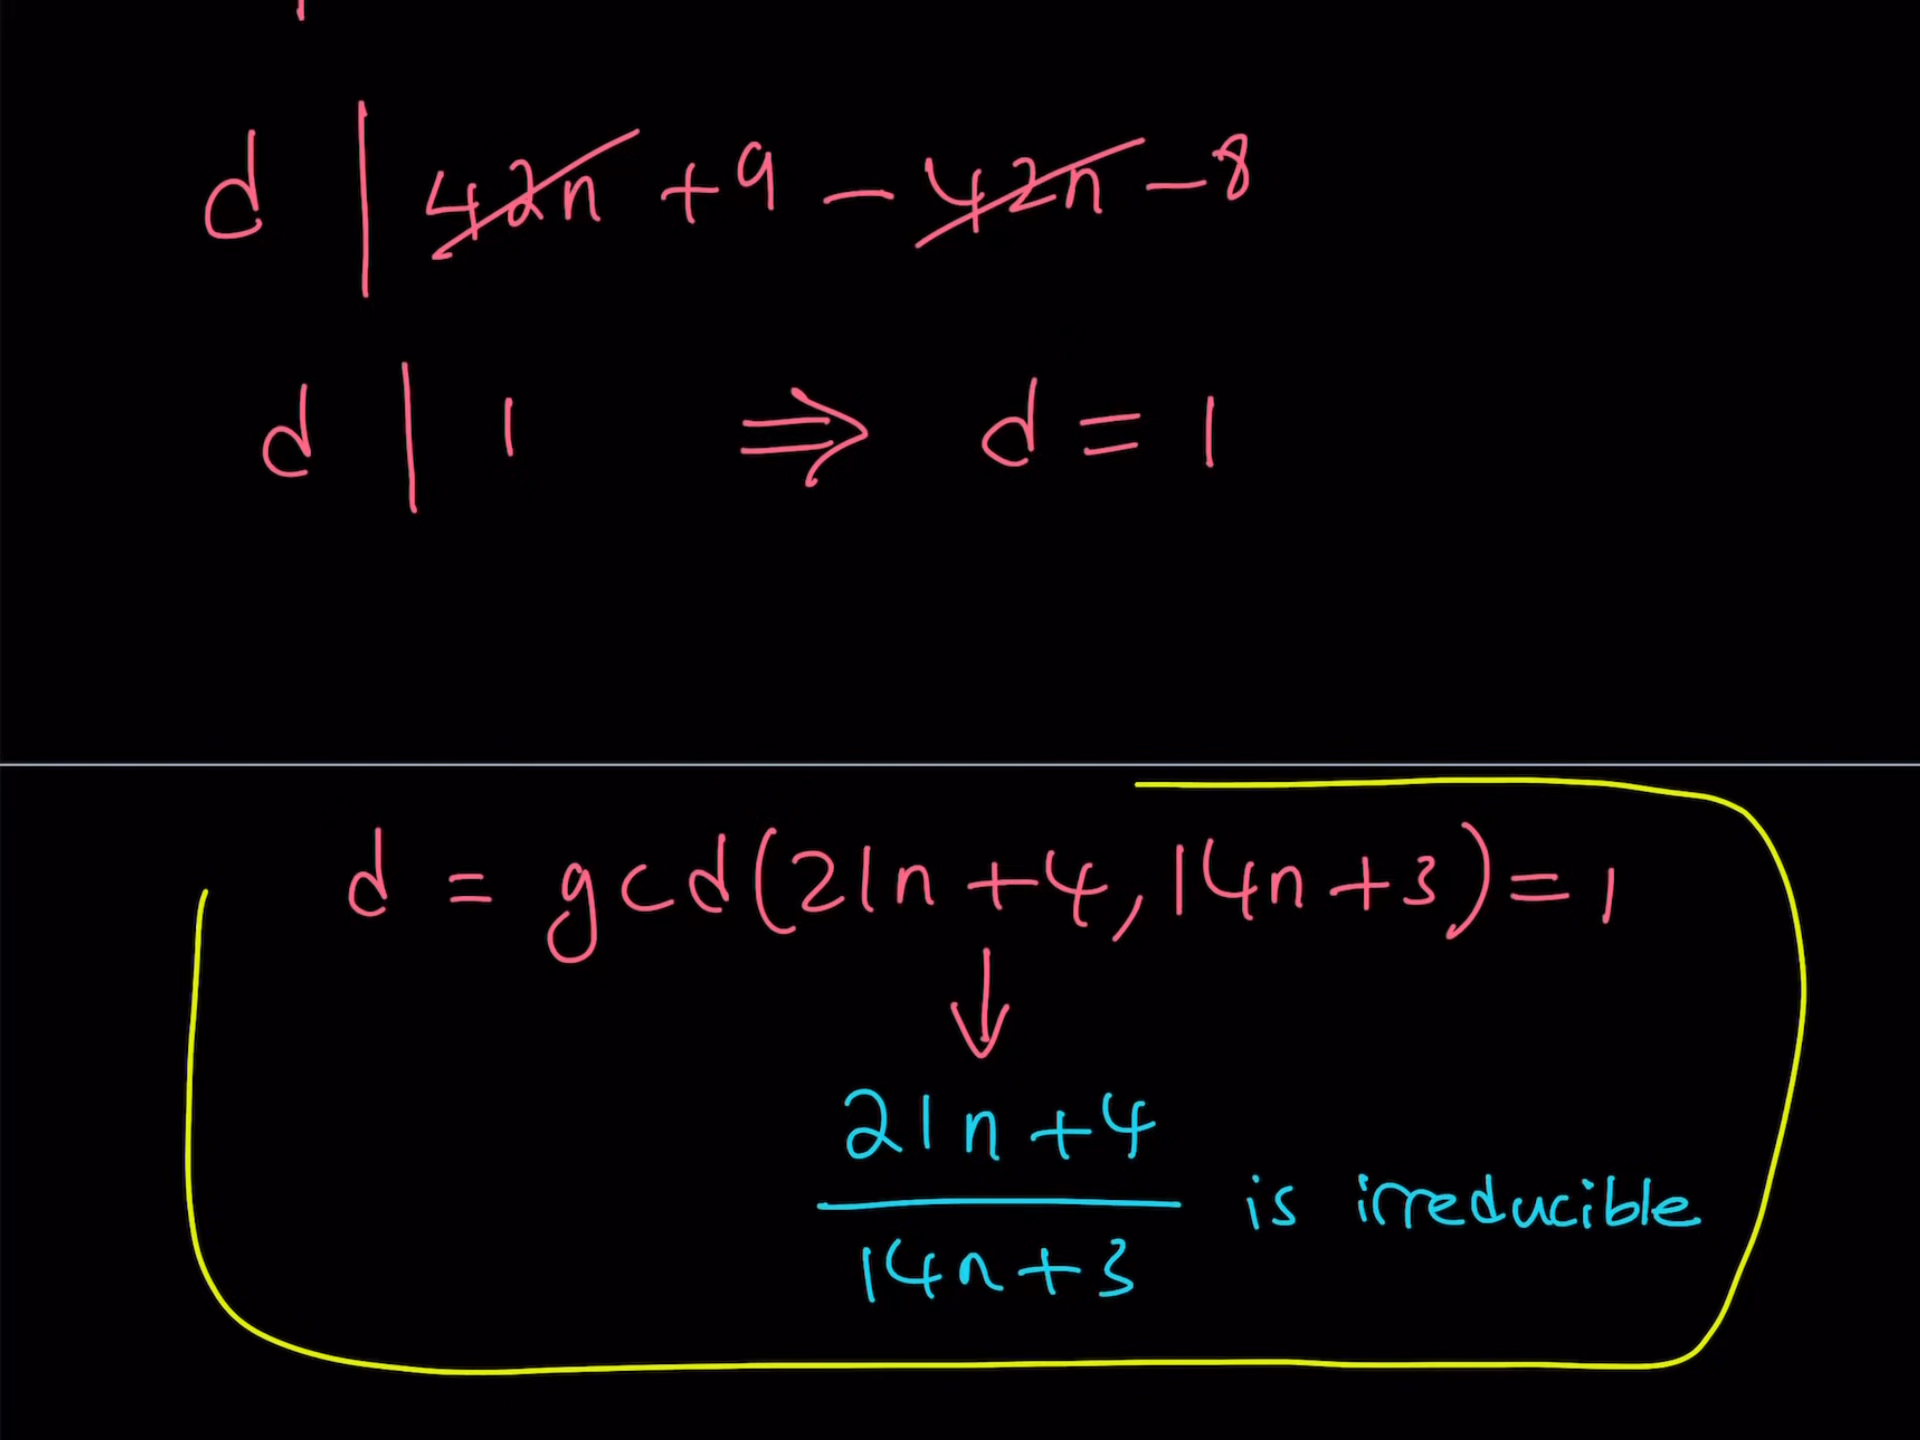 d | 42n + 9 - 42n - 8
d | 1 ⇒ d = 1
d = gcd(21n + 4, 14n + 3) = 1
↓
21n + 4
14n + 3
is irreducible